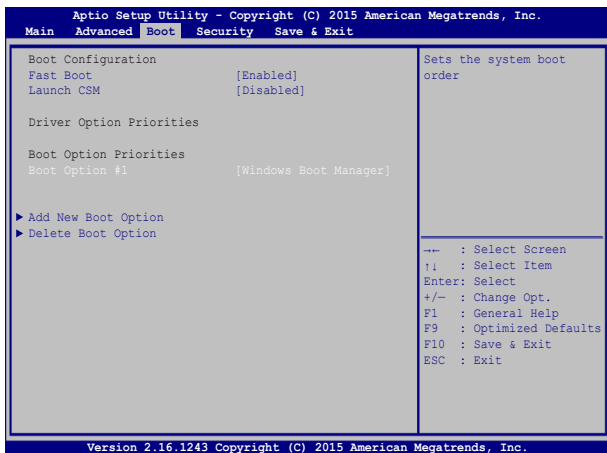 Aptio Setup Utility - Copyright (C) 2015 American Megatrends, Inc.
Main Advanced Boot Security Save & Exit
Boot Configuration
Fast Boot [Enabled]
Launch CSM [Disabled]
Driver Option Priorities
Boot Option Priorities
Boot Option #1 [Windows Boot Manager]
▶ Add New Boot Option
▶ Delete Boot Option
Sets the system boot
order
→← : Select Screen
↑↓ : Select Item
Enter: Select
+/— : Change Opt.
F1 : General Help
F9 : Optimized Defaults
F10 : Save & Exit
ESC : Exit
Version 2.16.1243 Copyright (C) 2015 American Megatrends, Inc.